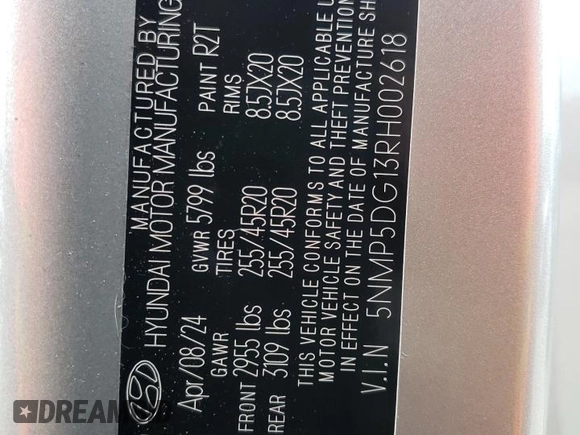 MANUFACTURED BY
HYUNDAI MOTOR MANUFACTURING
Apr/08/24 GVWR 5799 lbs PAINT R2T
GAWR TIRES RIMS
FRONT 2955 lbs 255/45R20 8.5JX20
REAR 3109 lbs 255/45R20 8.5JX20
THIS VEHICLE CONFORMS TO ALL APPLICABLE
MOTOR VEHICLE SAFETY AND THEFT PREVENTION
IN EFFECT ON THE DATE OF MANUFACTURE SH
V.I.N 5NMP5DG13RH002618